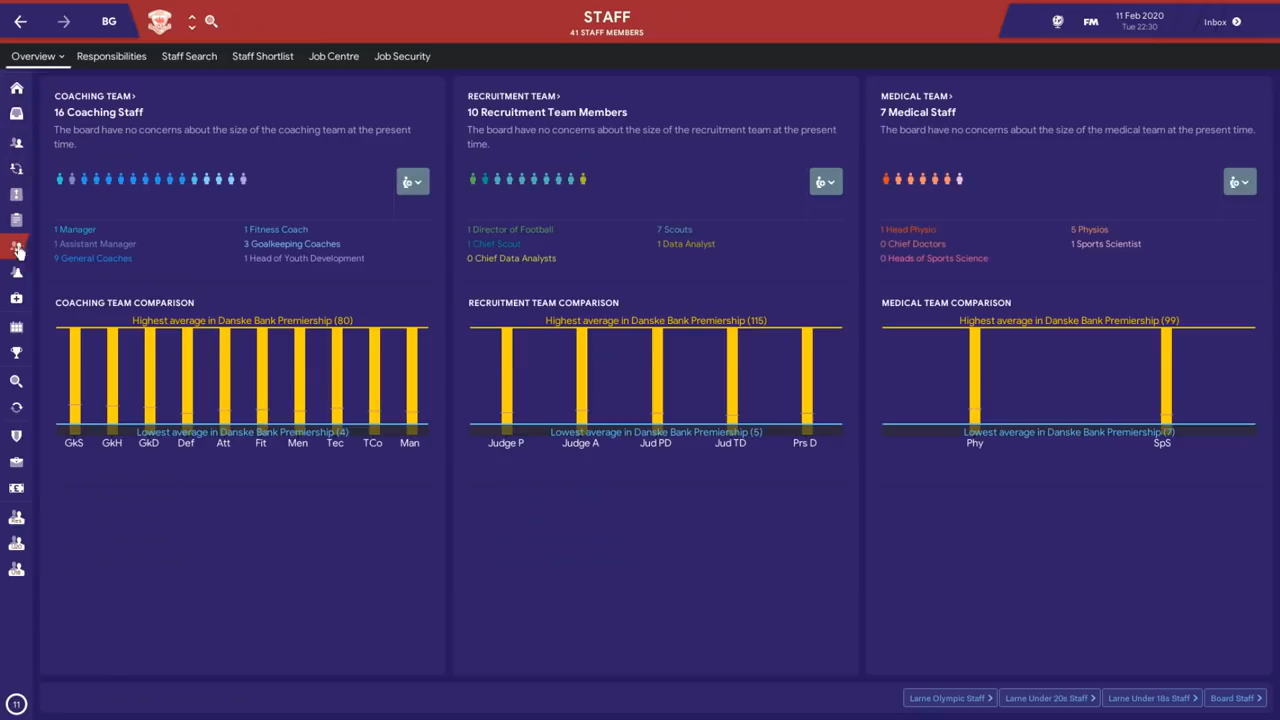 BG
STAFF
41 STAFF MEMBERS
11 Feb 2020
Tue 22:30
FM
Inbox
Overview
Responsibilities
Staff Search
Staff Shortlist
Job Centre
Job Security
COACHING TEAM>
16 Coaching Staff
The board have no concerns about the size of the coaching team at the present
time.
1 Manager
1 Fitness Coach
1 Assistant Manager
3 Goalkeeping Coaches
9 General Coaches
1 Head of Youth Development
COACHING TEAM COMPARISON
Highest average in Danske Bank Premiership (80)
Lowest average in Danske Bank Premiership (4)
GkS GkH GkD Def Att Fit Men Tec TCo Man
RECRUITMENT TEAM>
10 Recruitment Team Members
The board have no concerns about the size of the recruitment team at the present
time.
1 Director of Football
7 Scouts
1 Chief Scout
1 Data Analyst
0 Chief Data Analysts
RECRUITMENT TEAM COMPARISON
Highest average in Danske Bank Premiership (115)
Lowest average in Danske Bank Premiership (5)
Judge P Judge A Jud PD Jud TD Prs D
MEDICAL TEAM>
7 Medical Staff
The board have no concerns about the size of the medical team at the present time.
1 Head Physio
5 Physios
0 Chief Doctors
1 Sports Scientist
0 Heads of Sports Science
MEDICAL TEAM COMPARISON
Highest average in Danske Bank Premiership (99)
Lowest average in Danske Bank Premiership (7)
Phy SpS
Res
U20
U18
11
Larne Olympic Staff >
Larne Under 20s Staff >
Larne Under 18s Staff >
Board Staff >